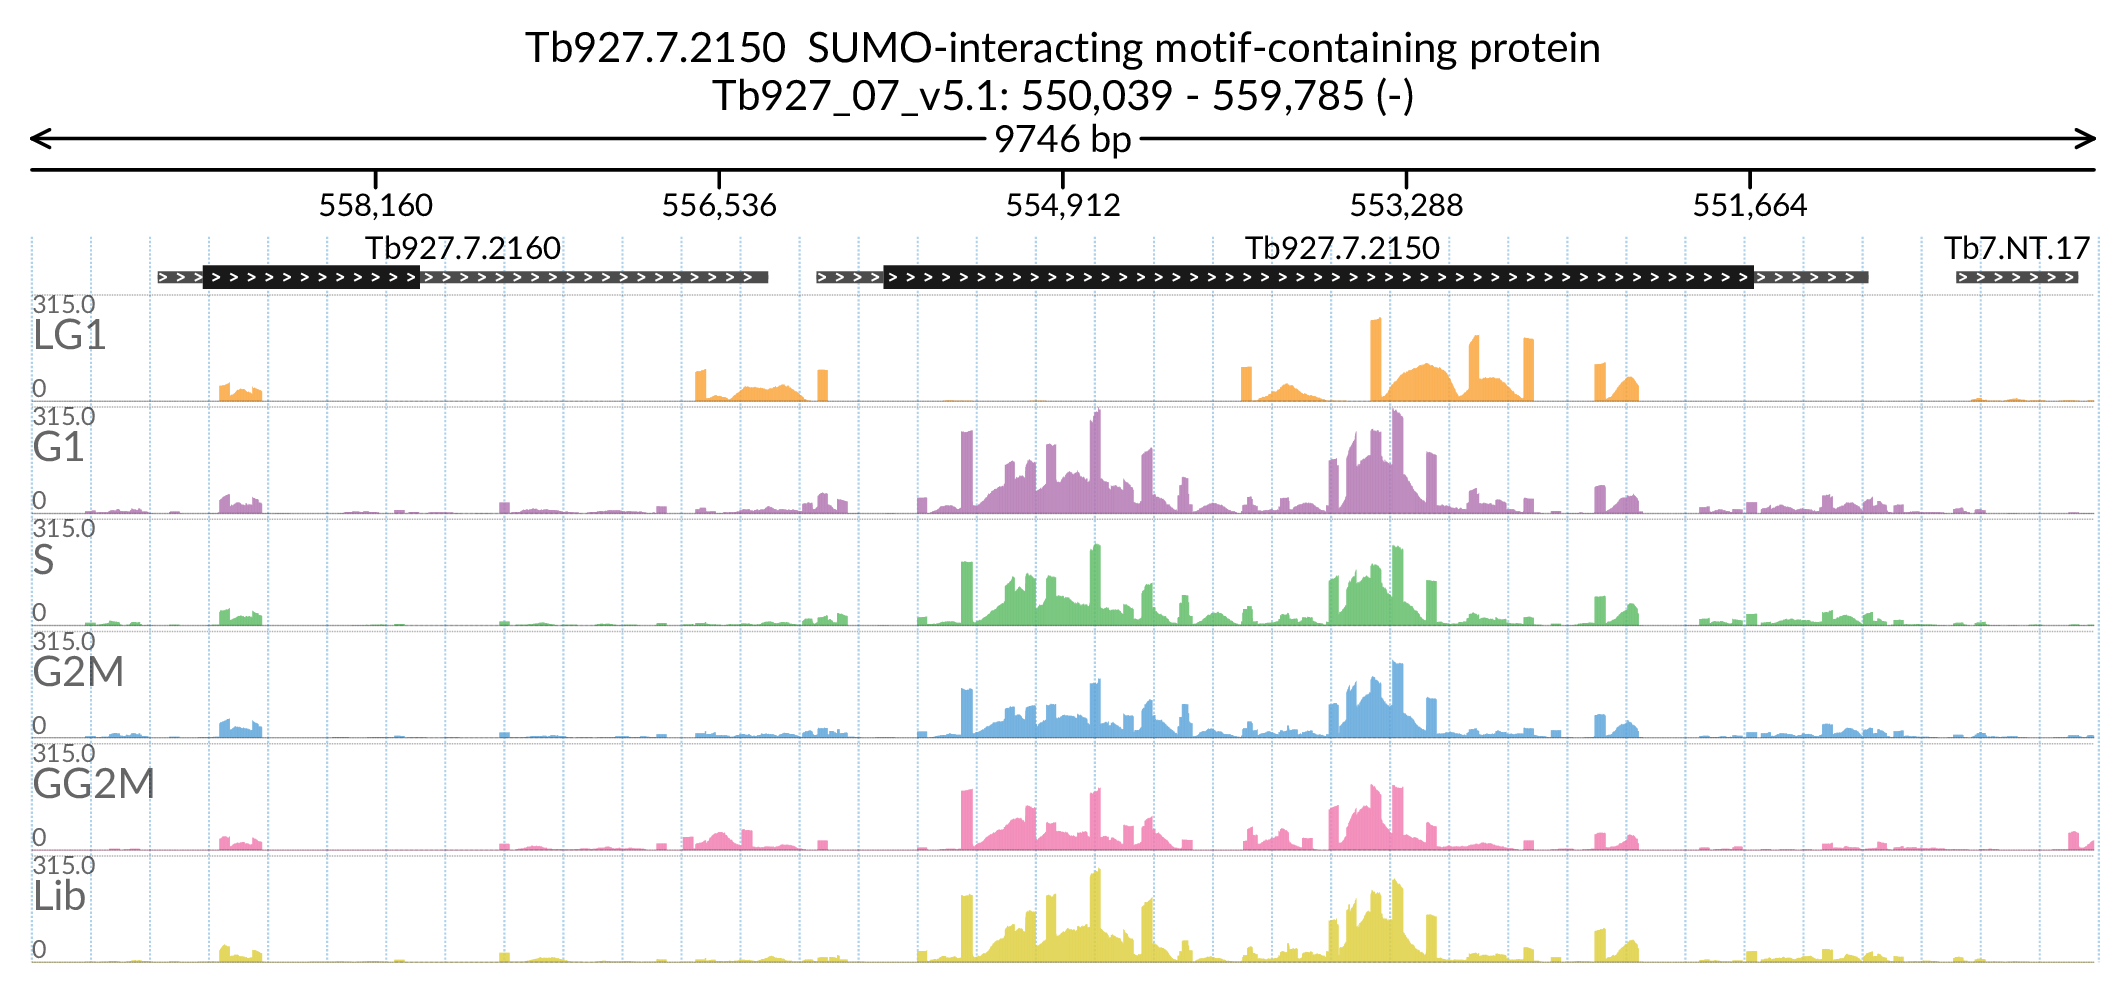 Tb927.7.2150  SUMO-interacting motif-containing protein
Tb927_07_v5.1: 550,039 - 559,785 (-)
9746 bp
558,160 556,536 554,912 553,288 551,664
Tb927.7.2160 Tb927.7.2150 Tb7.NT.17
315.0
LG1
0
315.0
G1
0
315.0
S
0
315.0
G2M
0
315.0
GG2M
0
315.0
Lib
0